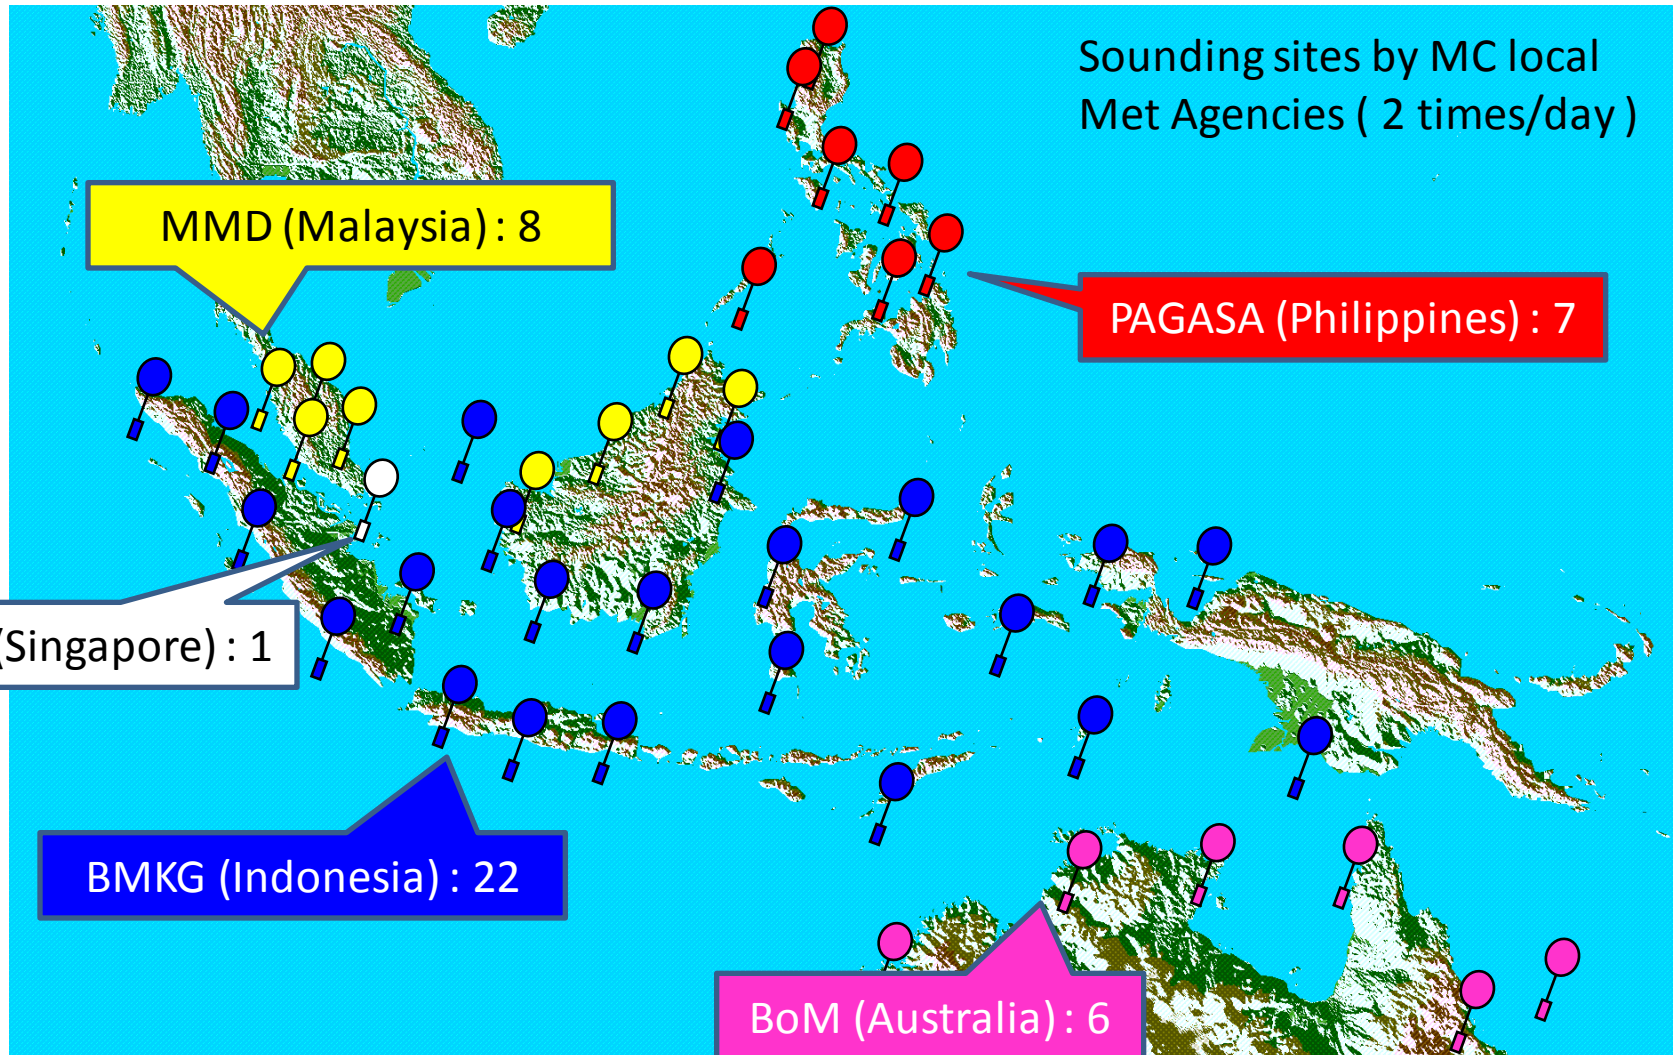 Sounding sites by MC local
Met Agencies ( 2 times/day )
MMD (Malaysia) : 8
PAGASA (Philippines) : 7
(Singapore) : 1
BMKG (Indonesia) : 22
BoM (Australia) : 6